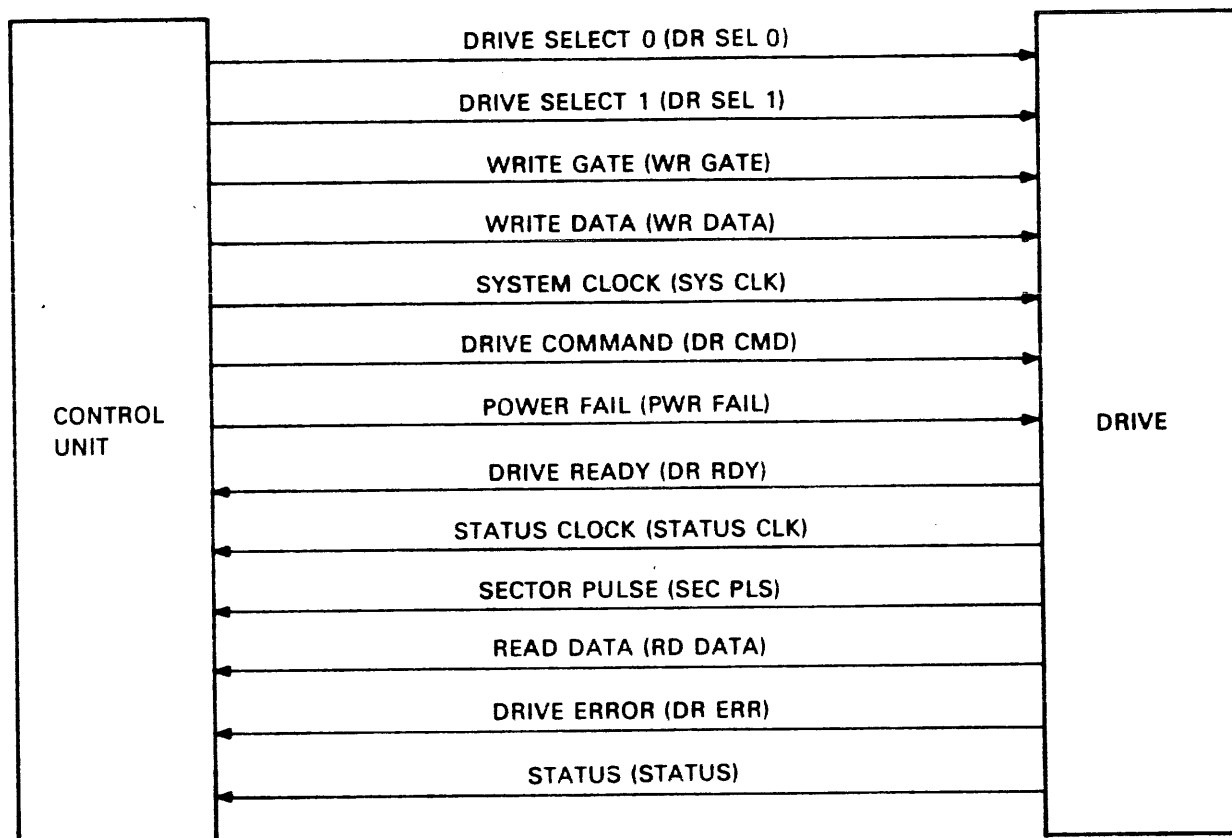 DRIVE SELECT 0 (DR SEL 0)
DRIVE SELECT 1 (DR SEL 1)
WRITE GATE (WR GATE)
WRITE DATA (WR DATA)
SYSTEM CLOCK (SYS CLK)
DRIVE COMMAND (DR CMD)
POWER FAIL (PWR FAIL)
CONTROL
UNIT
DRIVE
DRIVE READY (DR RDY)
STATUS CLOCK (STATUS CLK)
SECTOR PULSE (SEC PLS)
READ DATA (RD DATA)
DRIVE ERROR (DR ERR)
STATUS (STATUS)